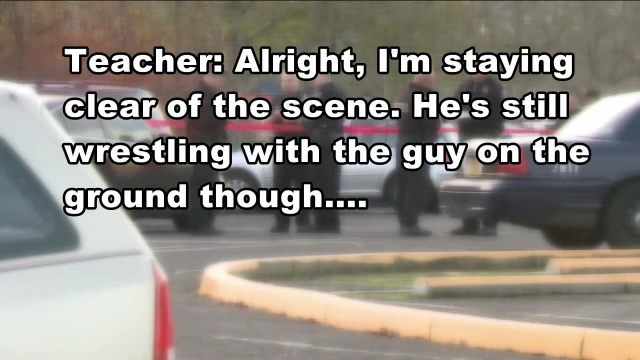 Teacher: Alright, I'm staying
clear of the scene. He's still
wrestling with the guy on the
ground though....